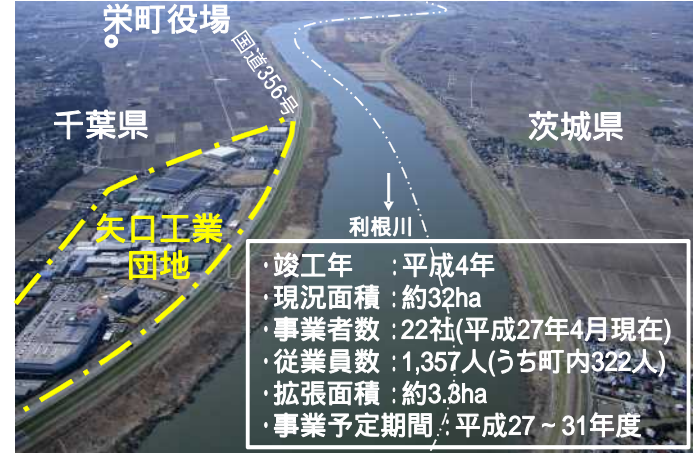 栄町役場
国道356号
千葉県
茨城県
矢口工業
団地
利根川
・竣工年　：平成4年
・現況面積：約32ha
・事業者数：22社(平成27年4月現在)
・従業員数：1,357人(うち町内322人)
・拡張面積：約3.3ha
・事業予定期間：平成27～31年度